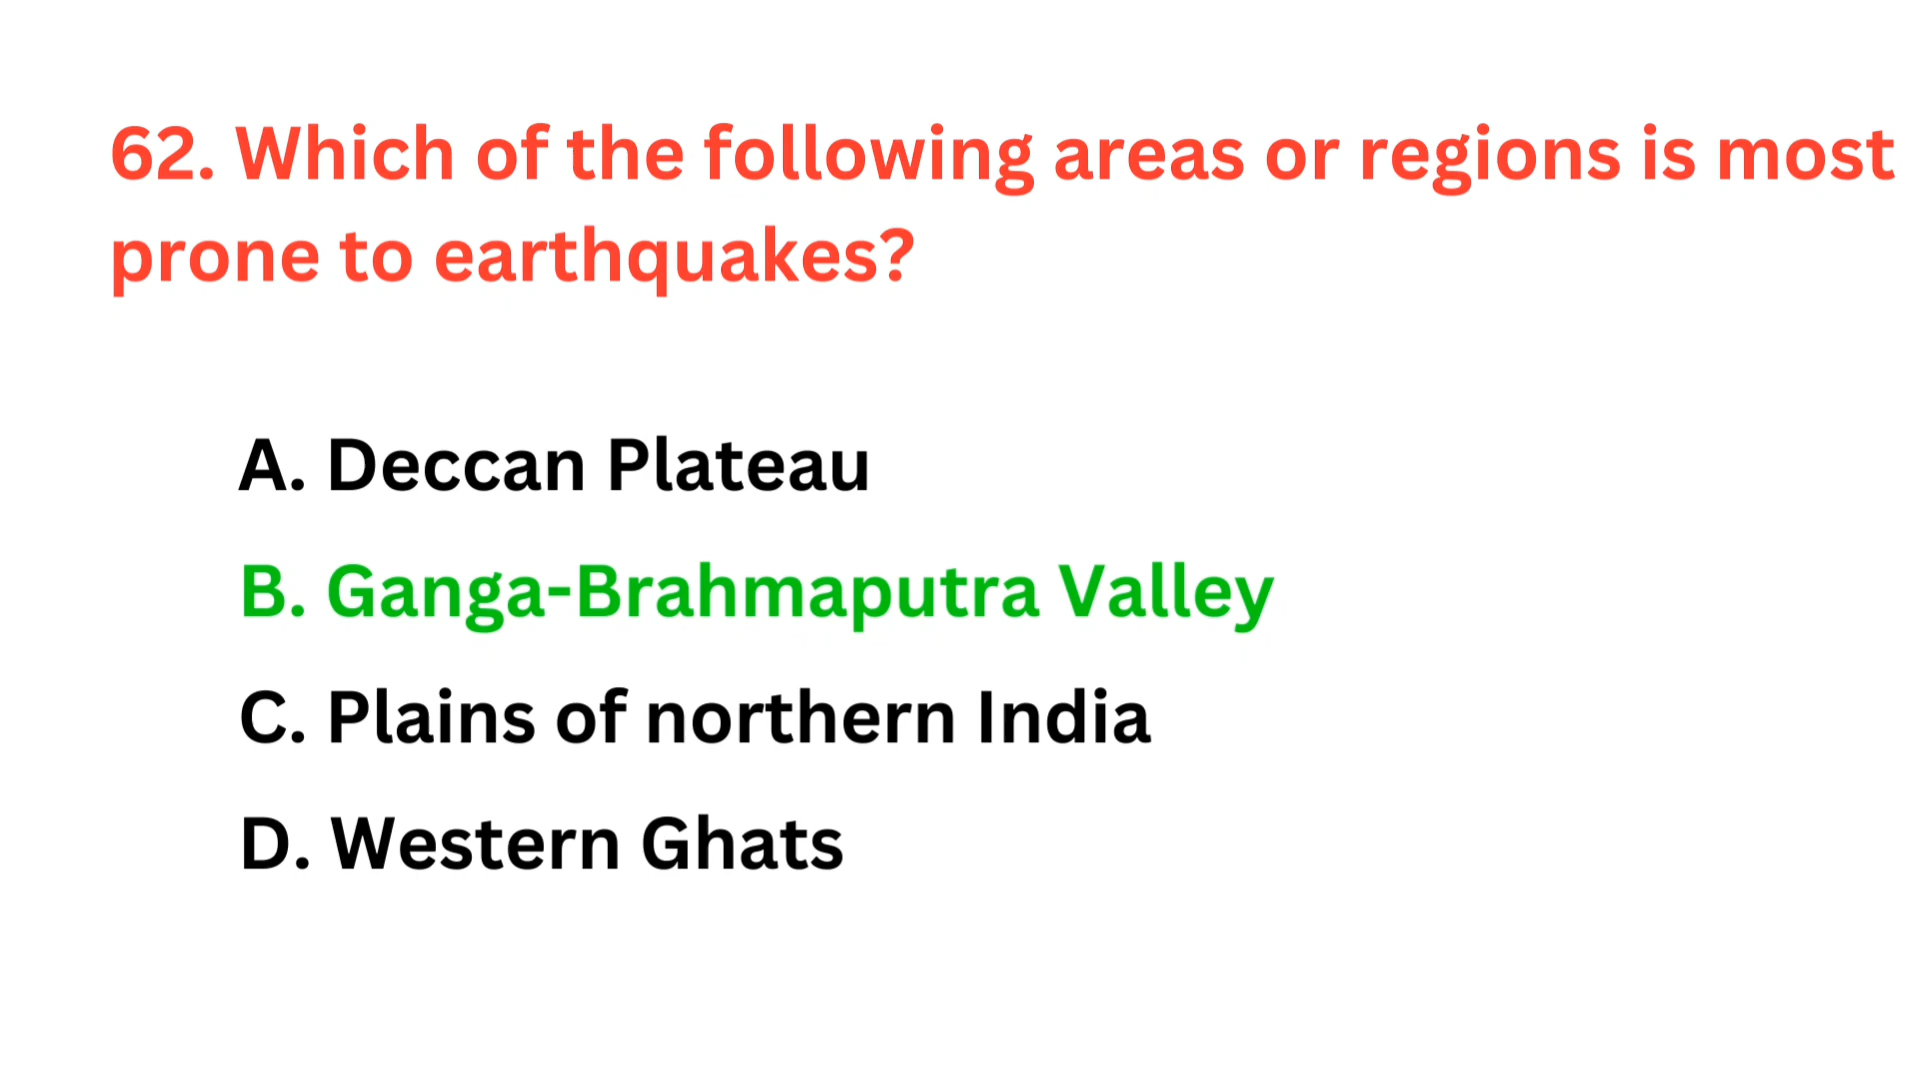 62. Which of the following areas or regions is most
prone to earthquakes?
A. Deccan Plateau
B. Ganga-Brahmaputra Valley
C. Plains of northern India
D. Western Ghats